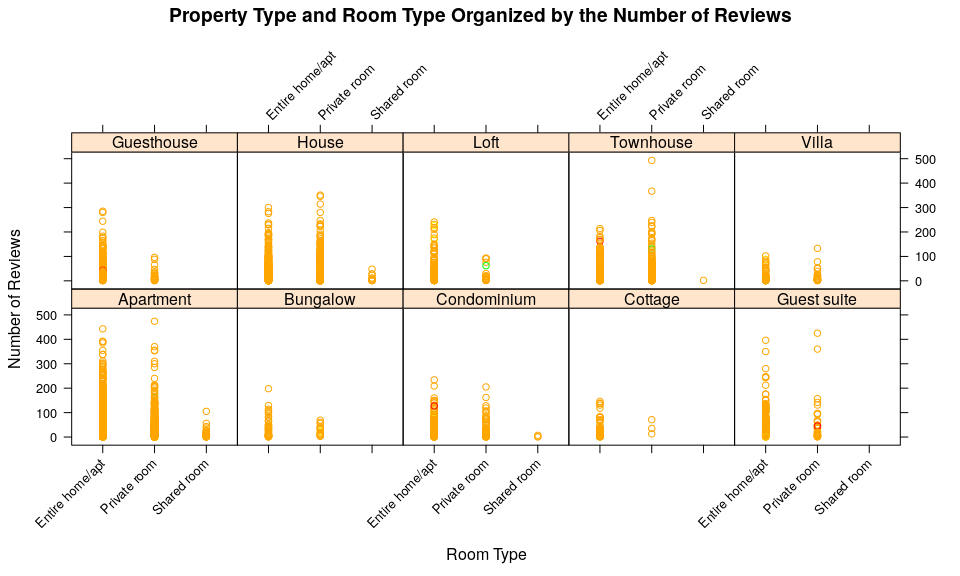 Property Type and Room Type Organized by the Number of Reviews
Entire home/apt Private room Shared room Entire home/apt Private room Shared room
Guesthouse House Loft Townhouse Villa
500
400
300
200
100
0
Apartment Bungalow Condominium Cottage Guest suite
500
400
300
200
100
0
Number of Reviews
Entire home/apt Private room Shared room Entire home/apt Private room Shared room Entire home/apt Private room Shared room
Room Type